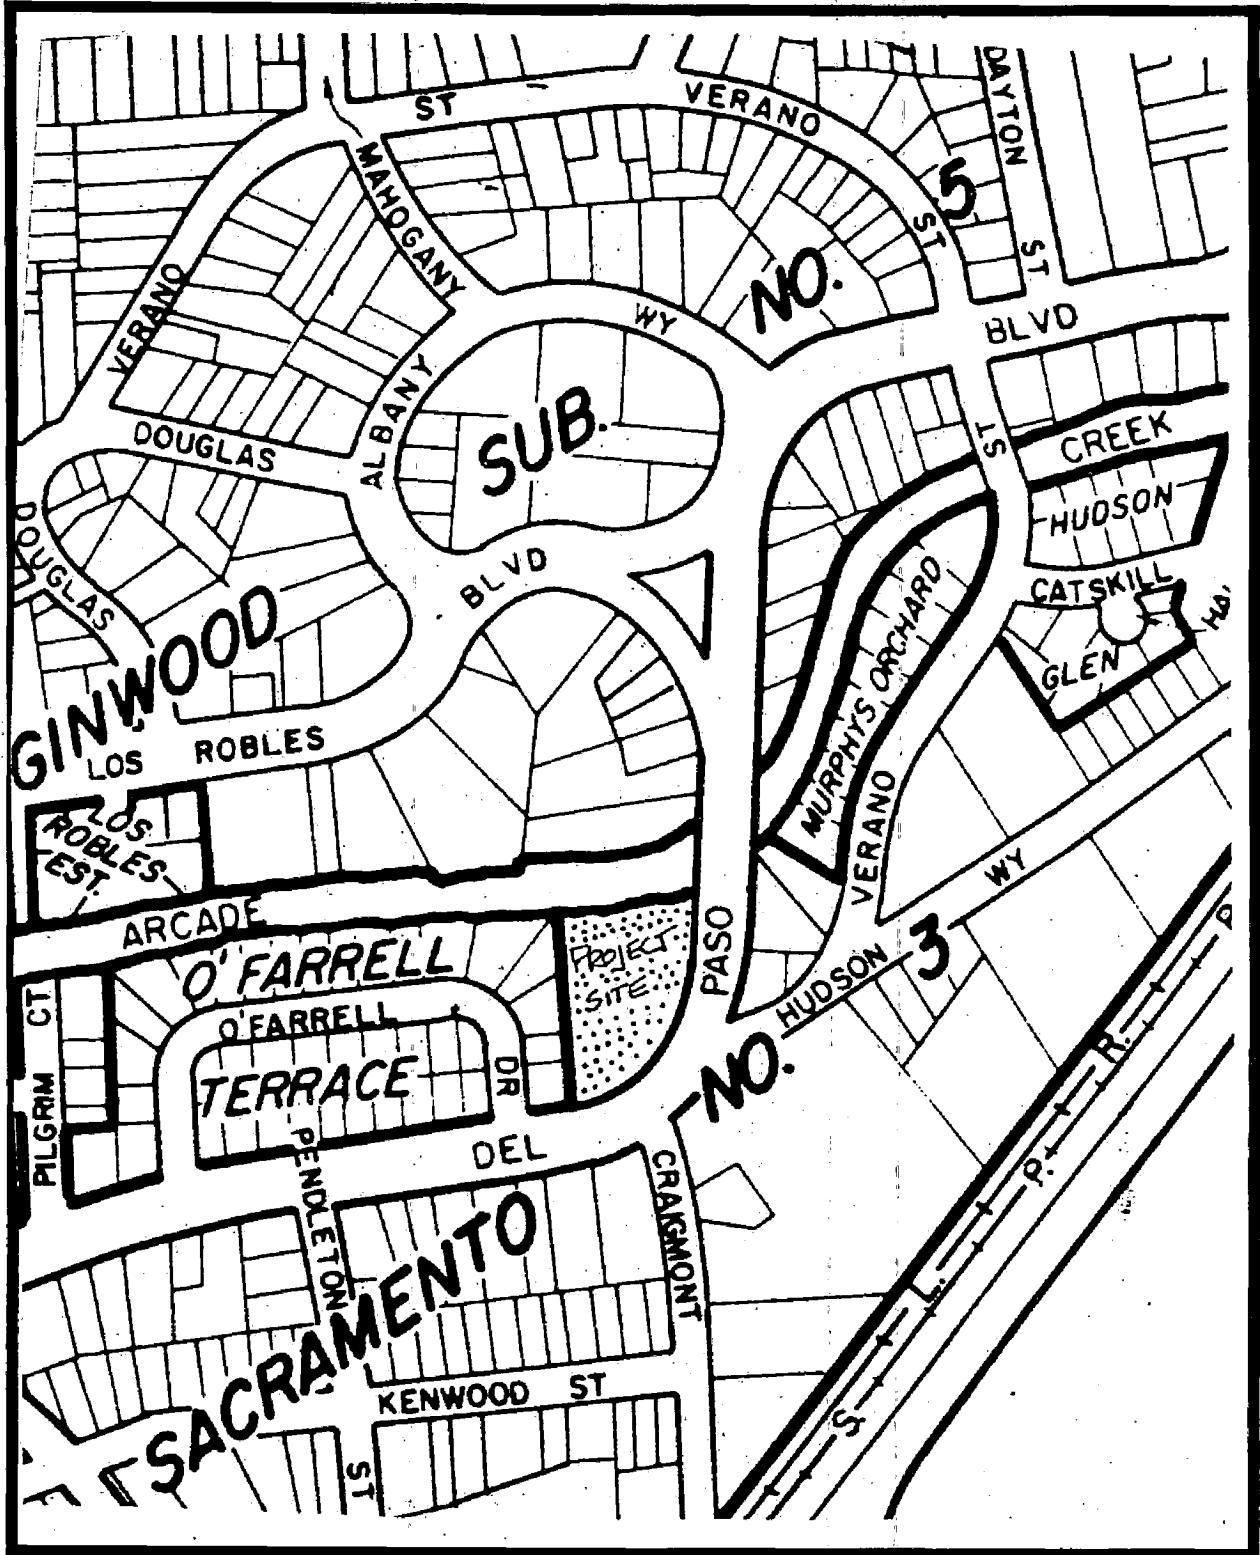 ST
VERANO
DAYTON
MAHOGANY
5
ST
ST
VERANO
NO.
WY
BLVD
ALBANY
SUB.
DOUGLAS
ST
CREEK
HUDSON
DOUGLAS
BLVD
CATSKILL
GLEN
MURPHYS' ORCHARD
GINWOOD
LOS ROBLES
LOS
ROBLES
EST.
VERANO
WY
ARCADE
O'FARRELL
PROJECT
SITE
PASO
HUDSON
3
CT
O'FARRELL
TERRACE
DR
NO.
R.
PILGRIM
PENDLETON
DEL
P.
CRAIGMONT
SACRAMENTO
L.
KENWOOD ST
S.
ST